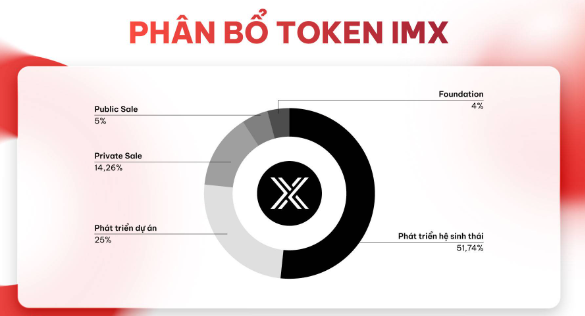 PHÂN BỔ TOKEN IMX
Foundation
4%
Public Sale
5%
Private Sale
14,26%
Phát triển dự án
25%
Phát triển hệ sinh thái
51,74%